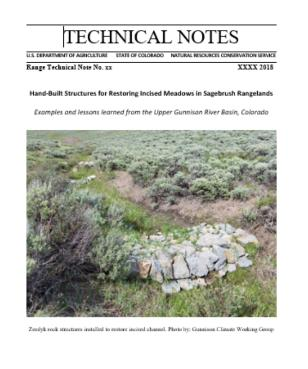 TECHNICAL NOTES
U.S. DEPARTMENT OF AGRICULTURE STATE OF COLORADO NATURAL RESOURCES CONSERVATION SERVICE
Range Technical Note No. xx XXXX 2018
Hand-Built Structures for Restoring Incised Meadows in Sagebrush Rangelands
Examples and lessons learned from the Upper Gunnison River Basin, Colorado
Zeedyk rock structures installed to restore incised channel. Photo by: Gunnison Climate Working Group